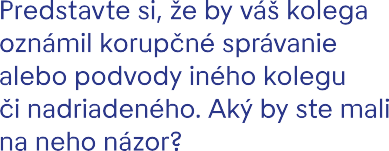 Predstavte si, že by váš kolega
oznámil korupčné správanie
alebo podvody iného kolegu
či nadriadeného. Aký by ste mali
na neho názor?